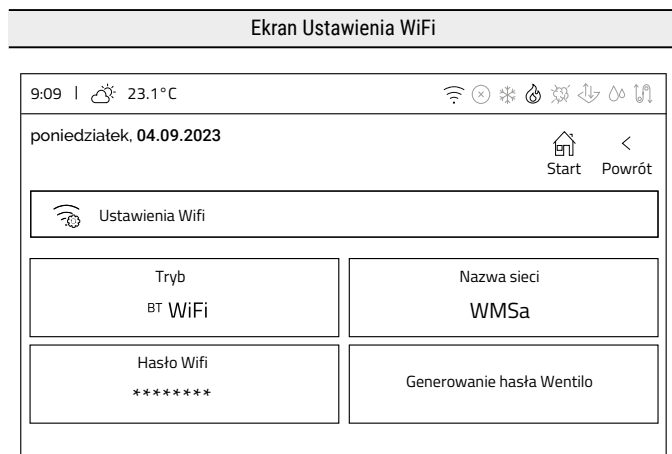 Ekran Ustawienia WiFi
9:09 | 23.1°C
poniedziałek, 04.09.2023
Start Powrót
Ustawienia Wifi
Tryb
BT WiFi
Nazwa sieci
WMSa
Hasło Wifi
********
Generowanie hasła Wentilo